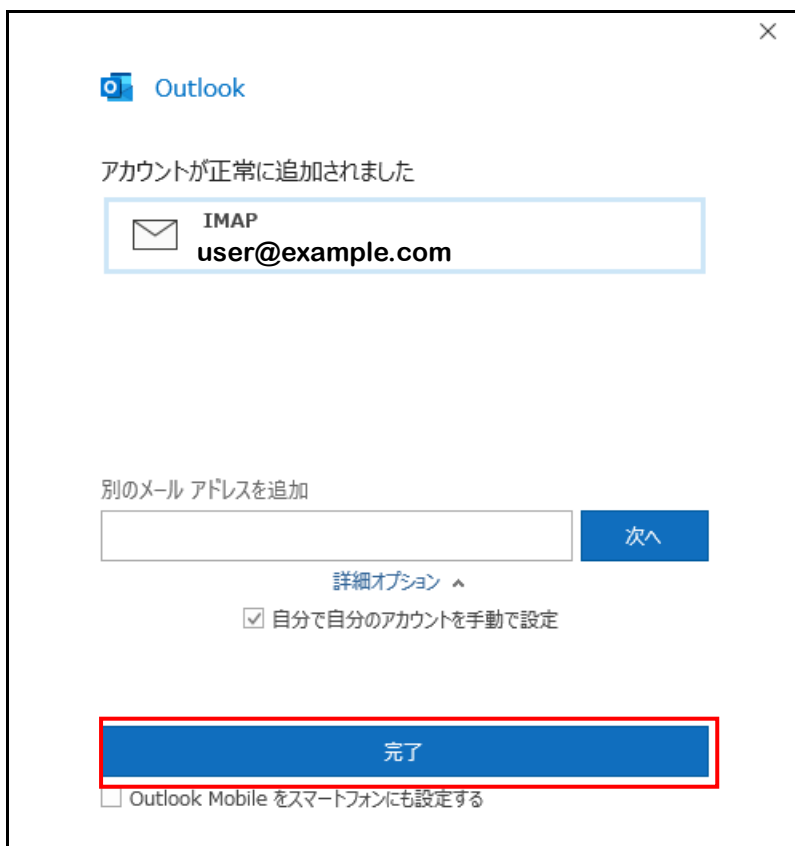 Outlook
アカウントが正常に追加されました
IMAP
user@example.com
別のメール アドレスを追加
次へ
詳細オプション
自分で自分のアカウントを手動で設定
完了
Outlook Mobile をスマートフォンにも設定する